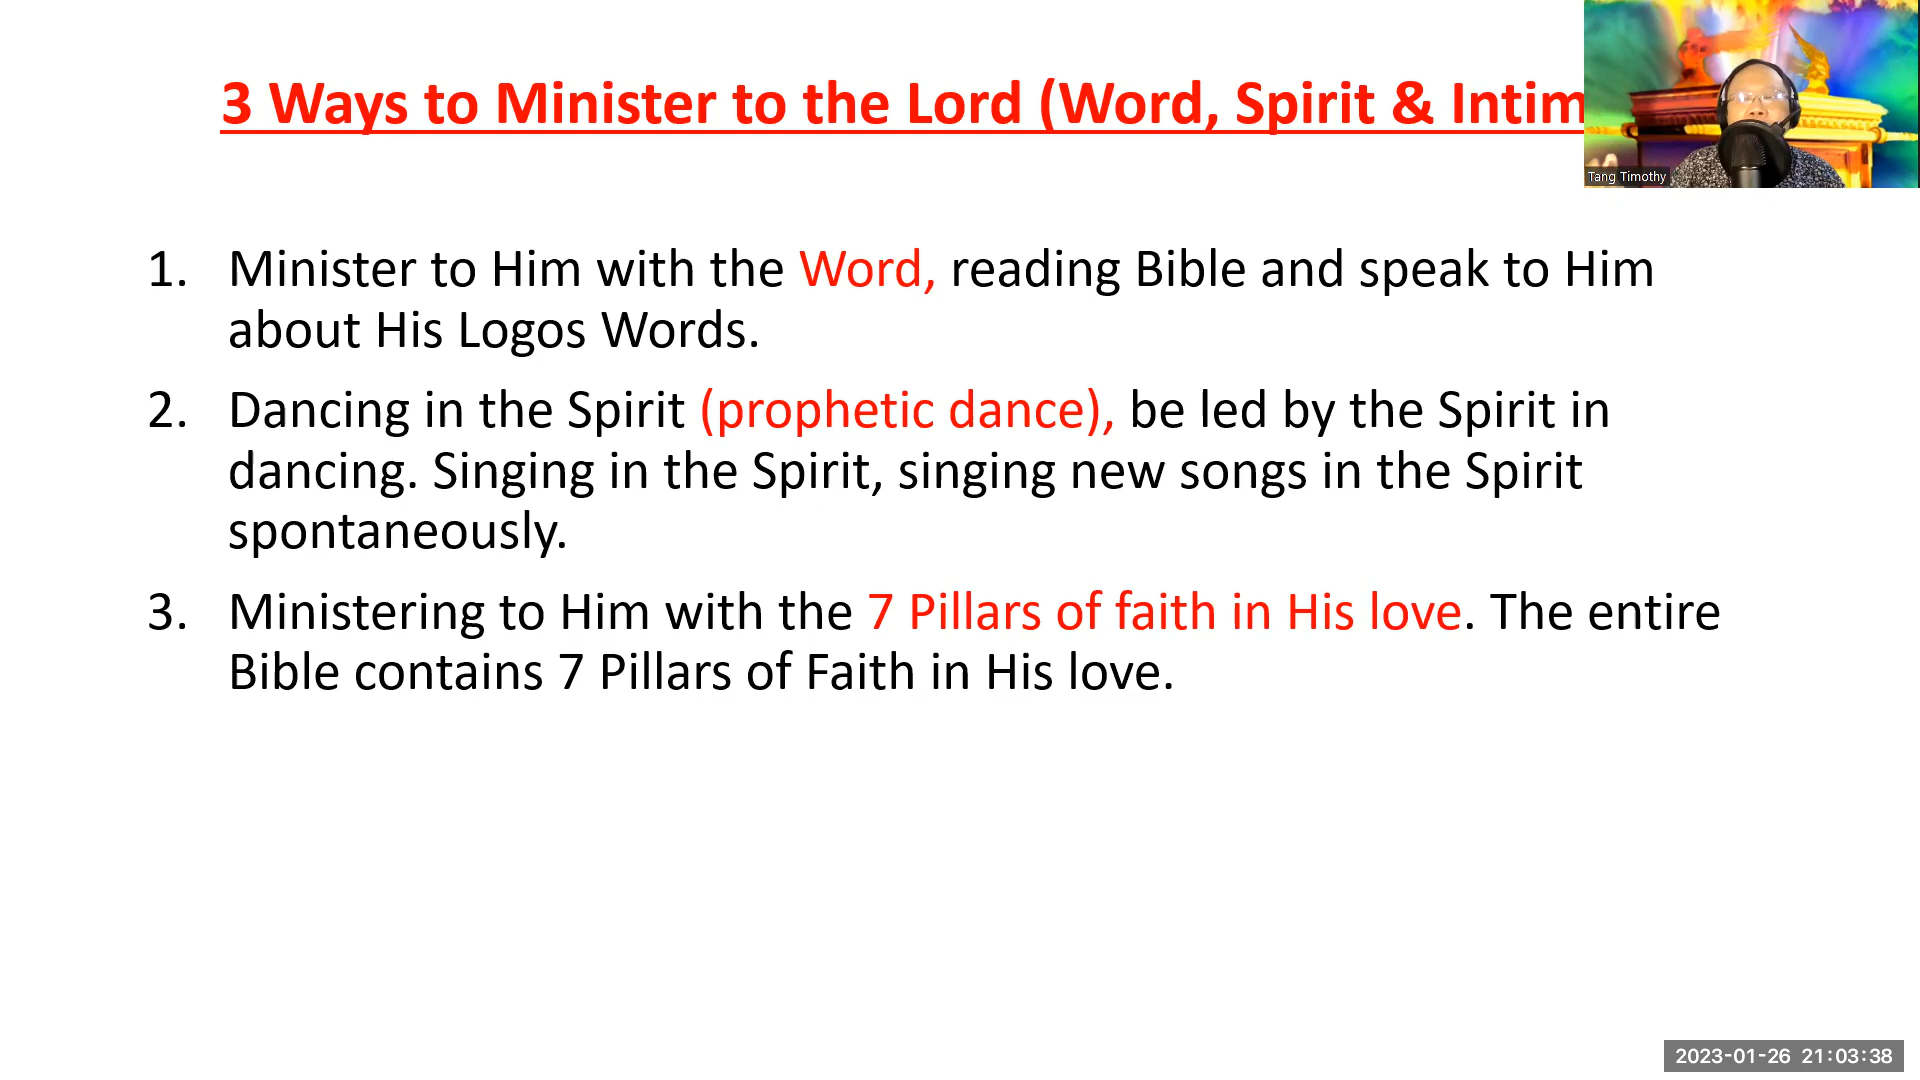 3 Ways to Minister to the Lord (Word, Spirit & Intim
Tang Timothy
1. Minister to Him with the Word, reading Bible and speak to Him
about His Logos Words.
2. Dancing in the Spirit (prophetic dance), be led by the Spirit in
dancing. Singing in the Spirit, singing new songs in the Spirit
spontaneously.
3. Ministering to Him with the 7 Pillars of faith in His love. The entire
Bible contains 7 Pillars of Faith in His love.
2023-01-26 21:03:38